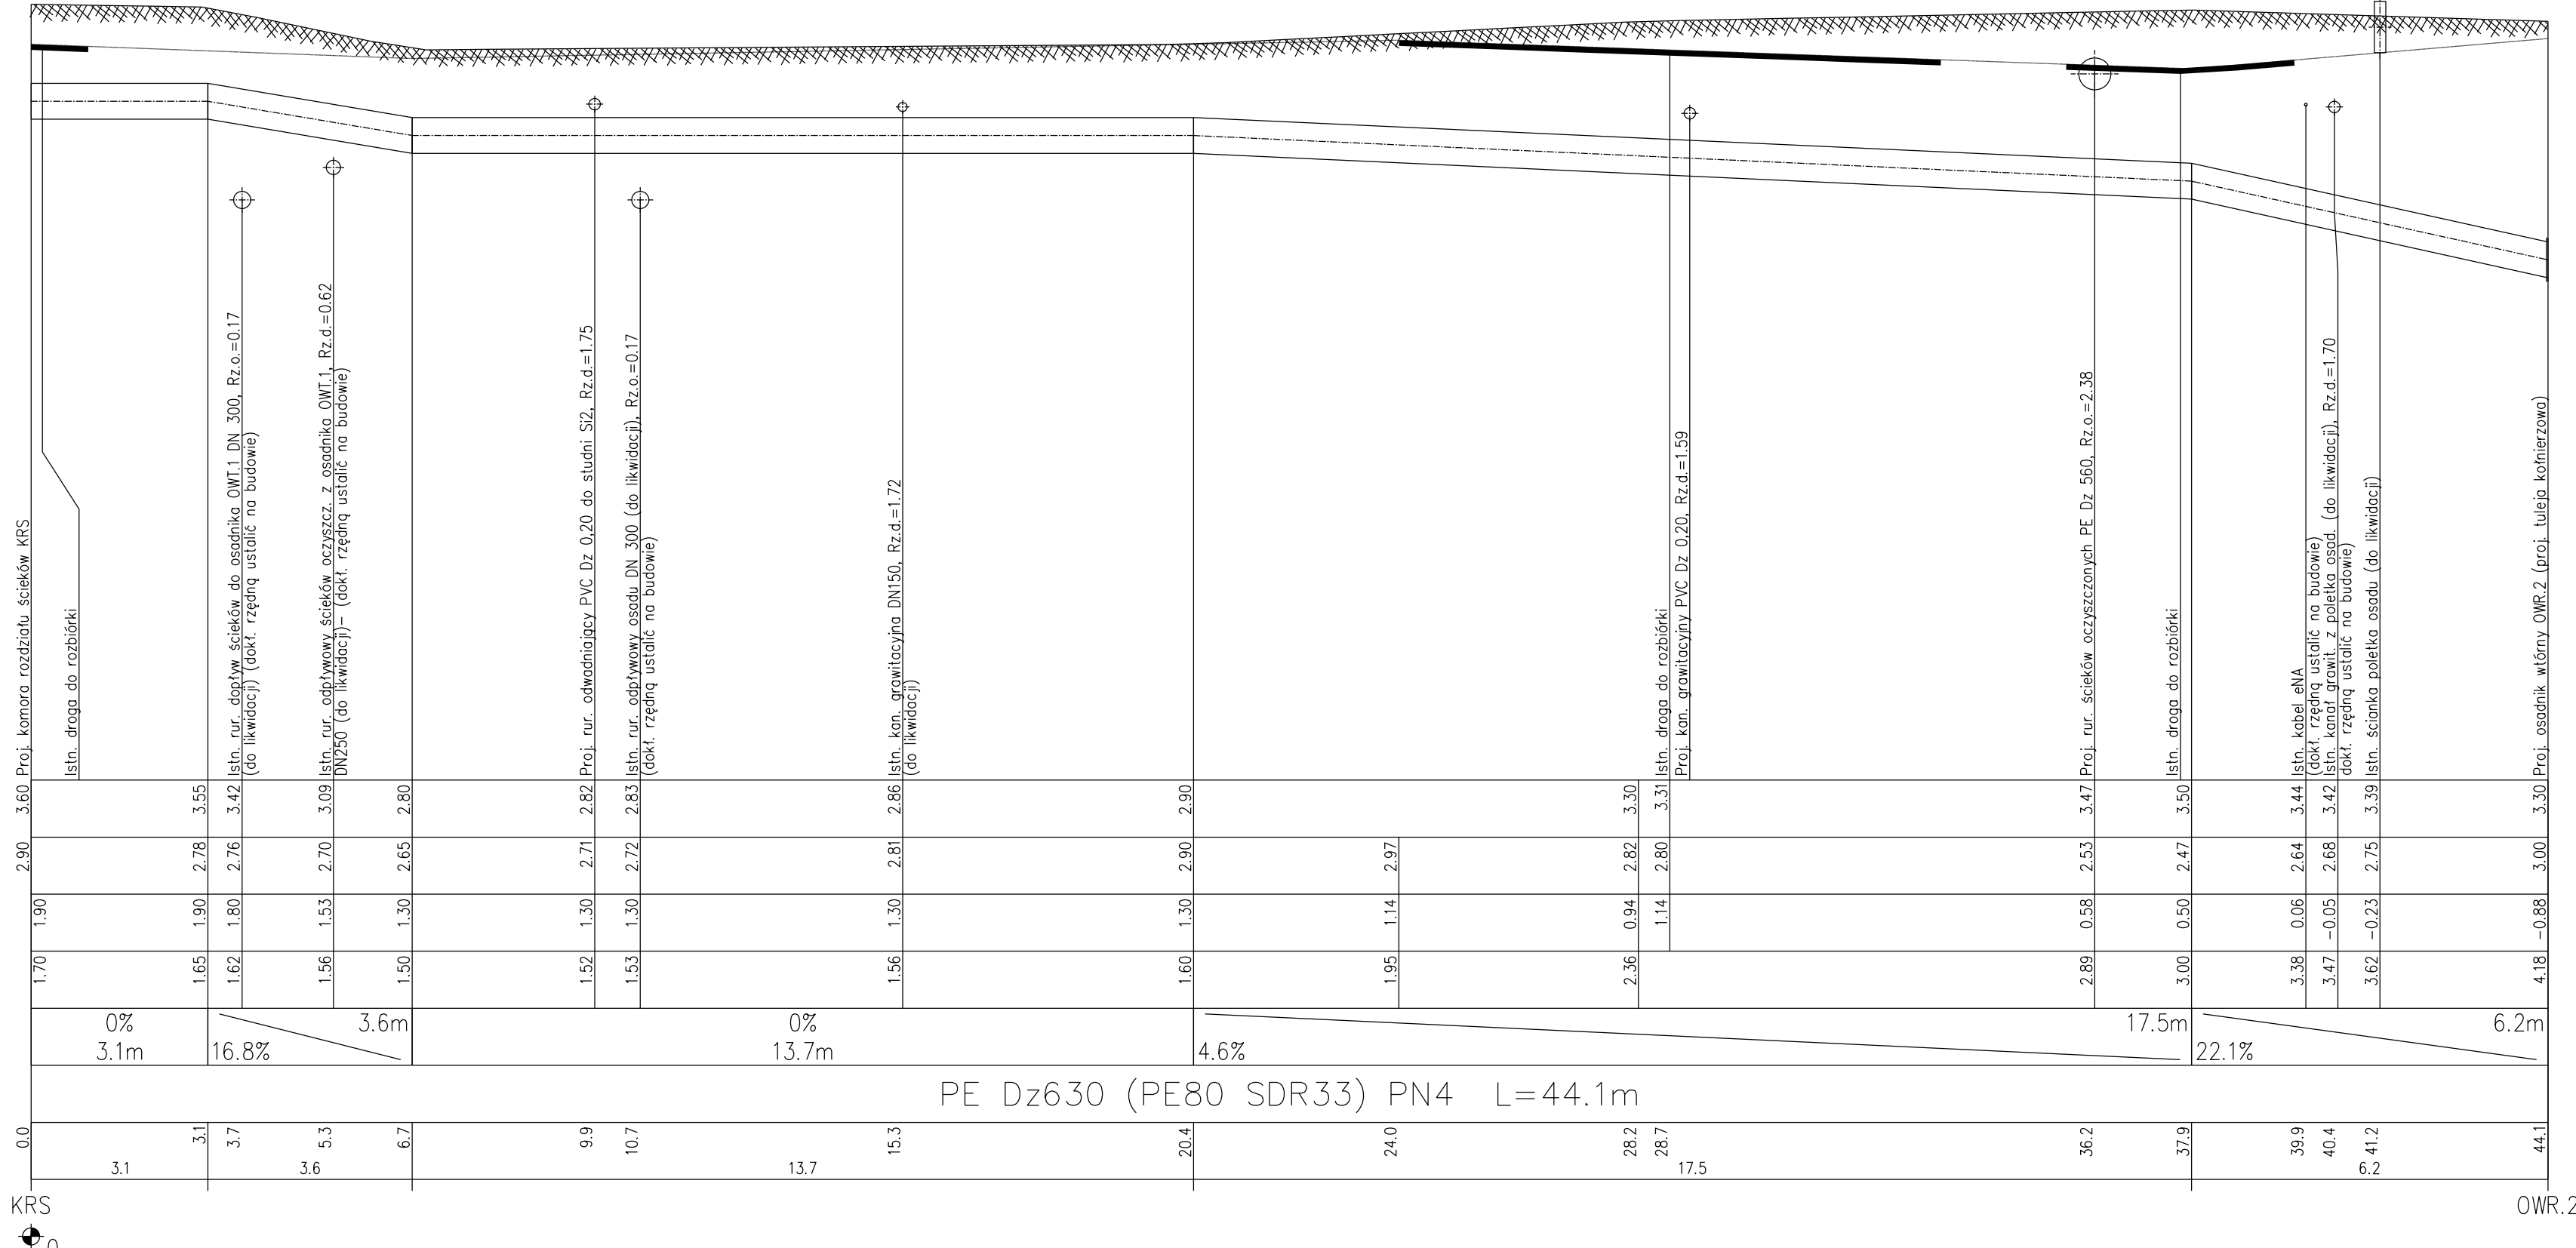 Proj. komora rozdziału ścieków KRS
Istn. droga do rozbiórki
Istn. rur. dopływ ścieków do osadnika OWT.1 DN 300, Rz.o.=0.17
(do likwidacji) (dokł. rzędną ustalić na budowie)
Istn. rur. odpływowy ścieków oczyszcz. z osadnika OWT.1, Rz.d.=0.62
DN250 (do likwidacji)- (dokł. rzędną ustalić na budowie)
Proj. rur. odwadniający PVC Dz 0,20 do studni Si2, Rz.d.=1.75
Istn. rur. odpływowy osadu DN 300 (do likwidacji), Rz.o.=0.17
(dokł. rzędną ustalić na budowie)
Istn. kan. grawitacyjna DN150, Rz.d.=1.72
(do likwidacji)
Istn. droga do rozbiórki
Proj. kan. grawitacyjny PVC Dz 0,20, Rz.d.=1.59
Proj. rur. ścieków oczyszczonych PE Dz 560, Rz.o.=2.38
Istn. droga do rozbiórki
Istn. kabel eNA
(dokł. rzędną ustalić na budowie)
Istn. kanał grawit. z poletka osad. (do likwidacji), Rz.d.=1.70
dokł. rzędną ustalić na budowie)
Istn. ścianka poletka osadu (do likwidacji)
Proj. osadnik wtórny OWR.2 (proj. tuleja kołnierzowa)
3.60 3.55 3.42 3.09 2.80 2.82 2.83 2.86 2.90 3.30 3.31 3.47 3.50 3.44 3.42 3.39 3.30
2.90 2.78 2.76 2.70 2.65 2.71 2.72 2.81 2.90 2.97 2.82 2.80 2.53 2.47 2.64 2.68 2.75 3.00
1.90 1.90 1.80 1.53 1.30 1.30 1.30 1.30 1.30 1.14 0.94 1.14 0.58 0.50 0.06 -0.05 -0.23 -0.88
1.70 1.65 1.62 1.56 1.50 1.52 1.53 1.56 1.60 1.95 2.36 2.89 3.00 3.38 3.47 3.62 4.18
0% 3.6m 0% 17.5m 6.2m
3.1m 16.8% 13.7m 4.6% 22.1%
PE Dz630 (PE80 SDR33) PN4 L=44.1m
0.0 3.1 3.7 5.3 6.7 9.9 10.7 15.3 20.4 24.0 28.2 28.7 36.2 37.9 39.9 40.4 41.2 44.1
3.1 3.6 13.7 17.5 6.2
KRS OWR.2
0